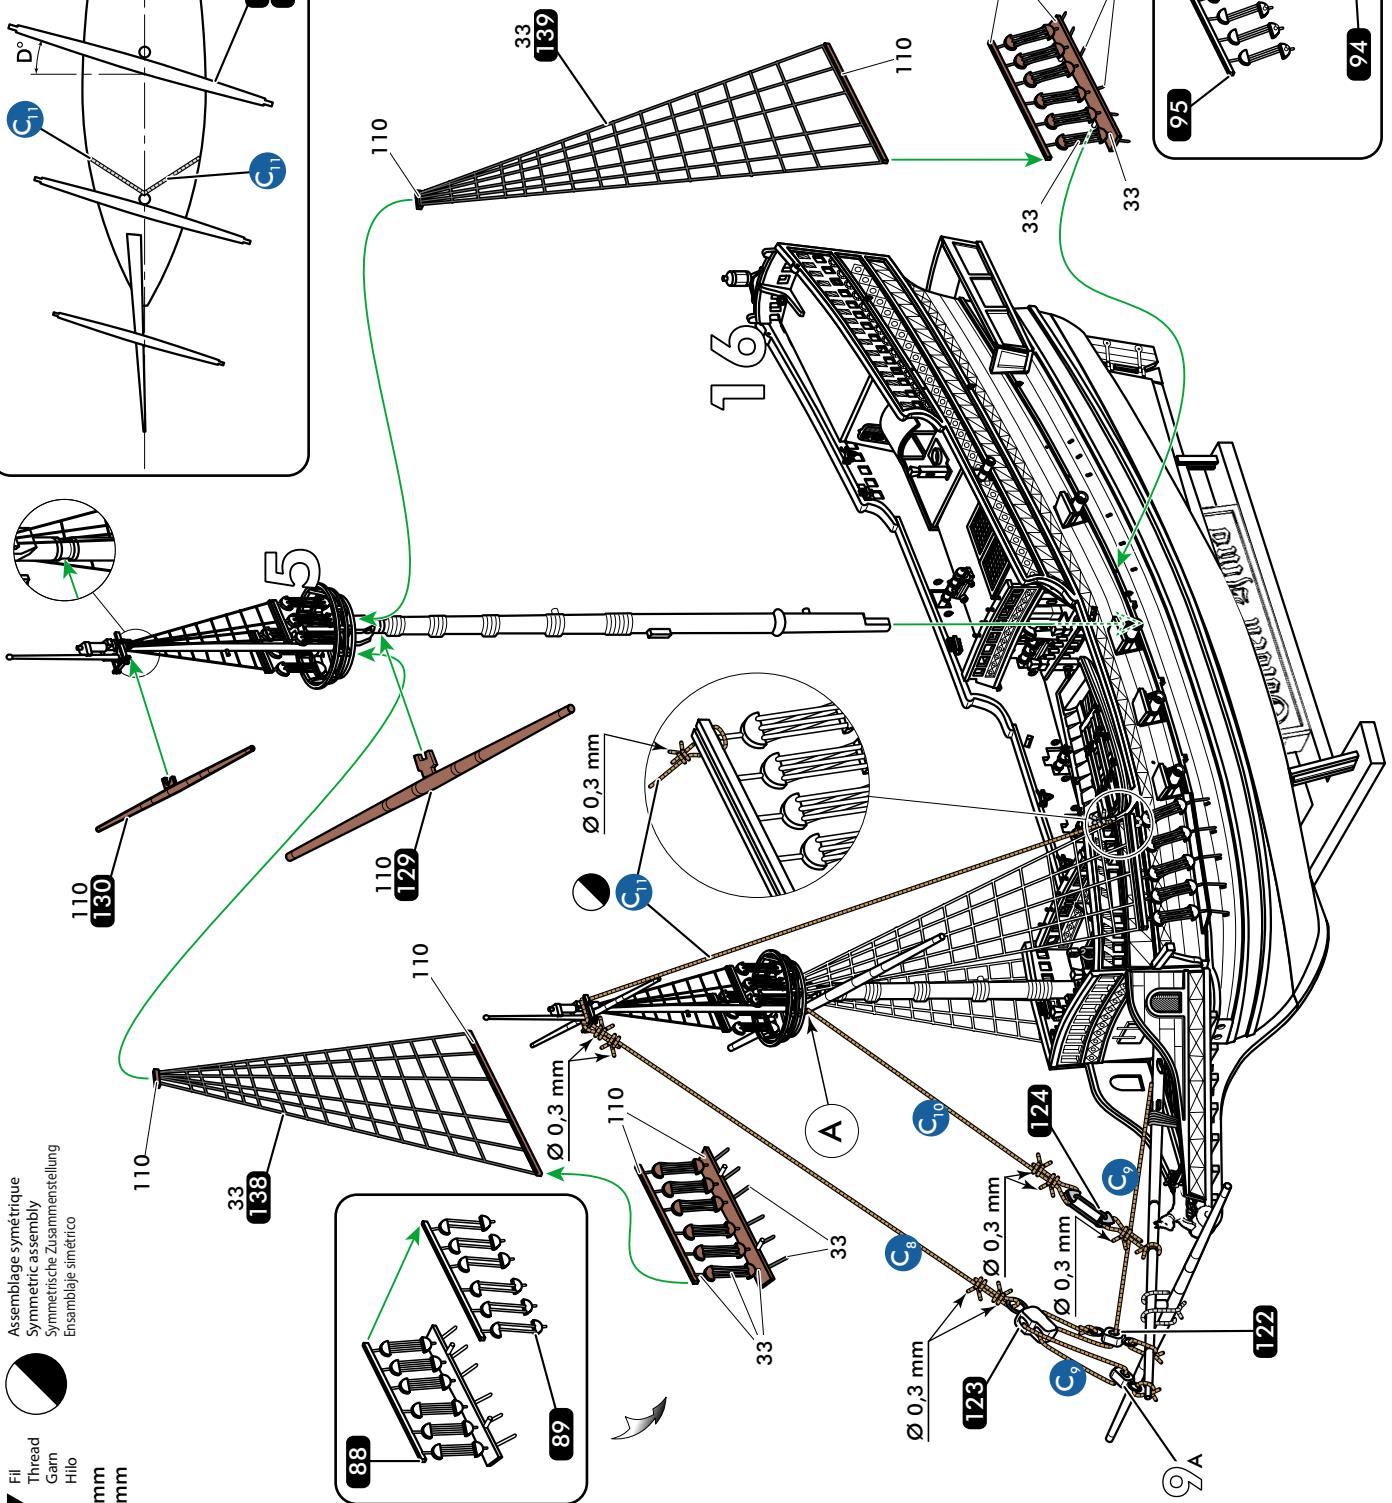 Fil
Thread
Garn
Hilo
mm
mm
Assemblage symétrique
Symmetric assembly
Symmetrische Zusammenstellung
Ensamblaje simétrico
88
89
33
138
110
110
110
33
33
110
130
110
129
5
D°
C11
C11
33
139
110
110
33
33
95
94
16
Ø 0,3 mm
C11
Ø 0,3 mm
A
C10
C8
124
C9
Ø 0,3 mm
Ø 0,3 mm
Ø 0,3 mm
123
C9
122
9A